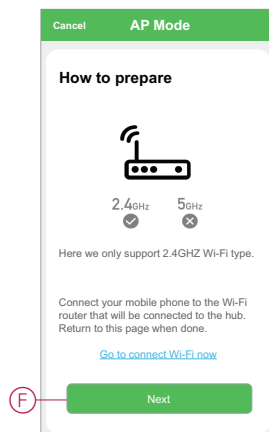 Cancel AP Mode
How to prepare
2.4GHz 5GHz
Here we only support 2.4GHZ Wi-Fi type.
Connect your mobile phone to the Wi-Fi
router that will be connected to the hub.
Return to this page when done.
Go to connect Wi-Fi now
F Next